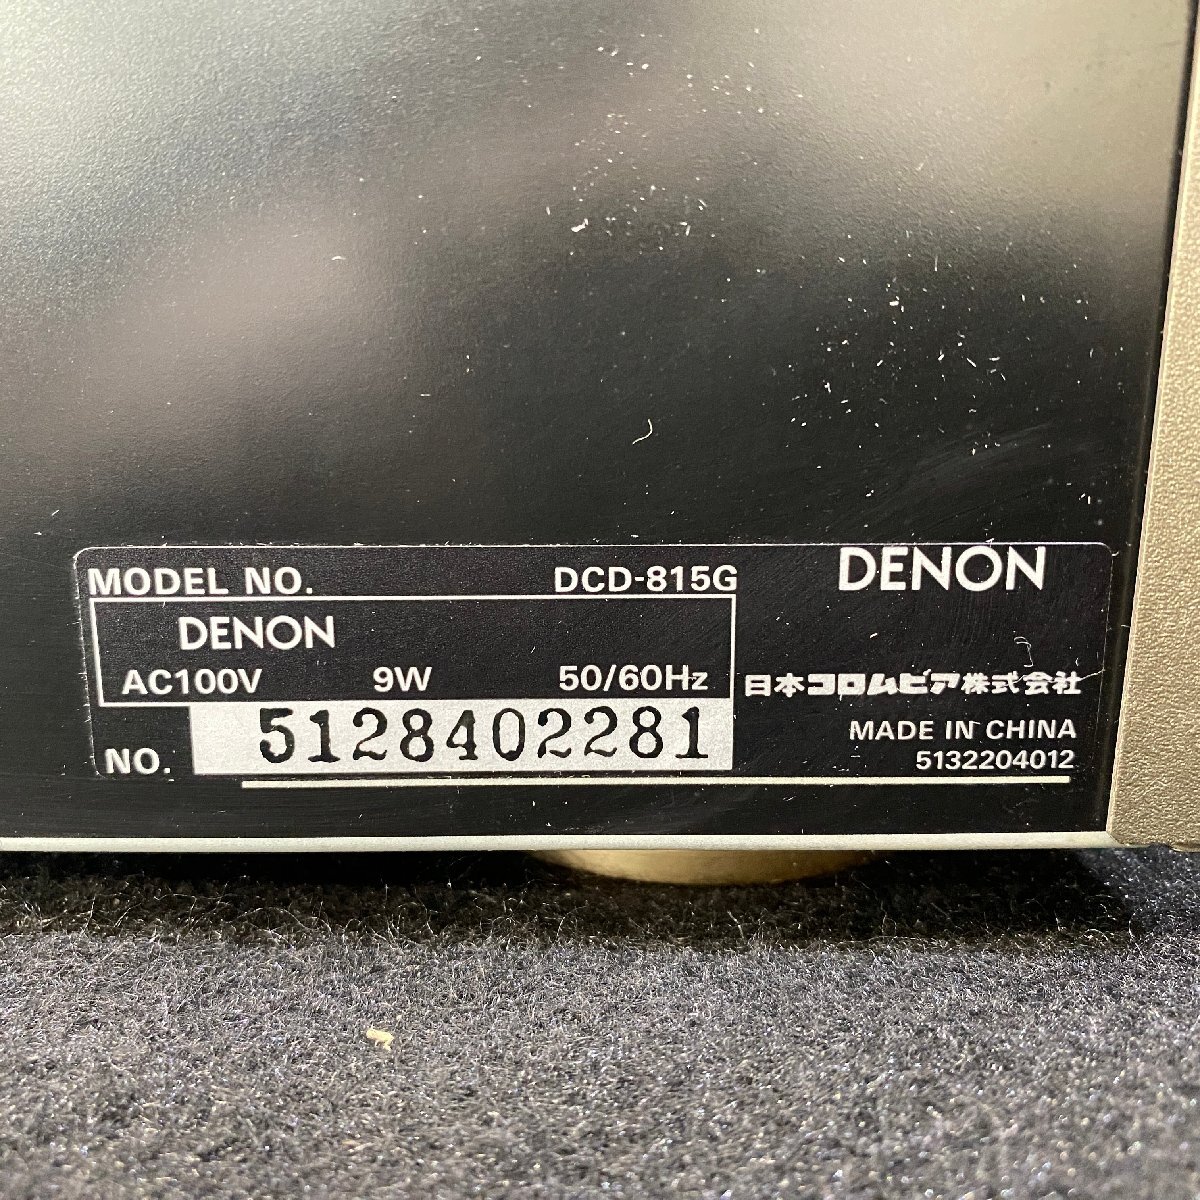 MODEL NO. DCD-815G
DENON
AC100V 9W 50/60Hz
NO. 5128402281
DENON
日本コロムビア株式会社
MADE IN CHINA
5132204012